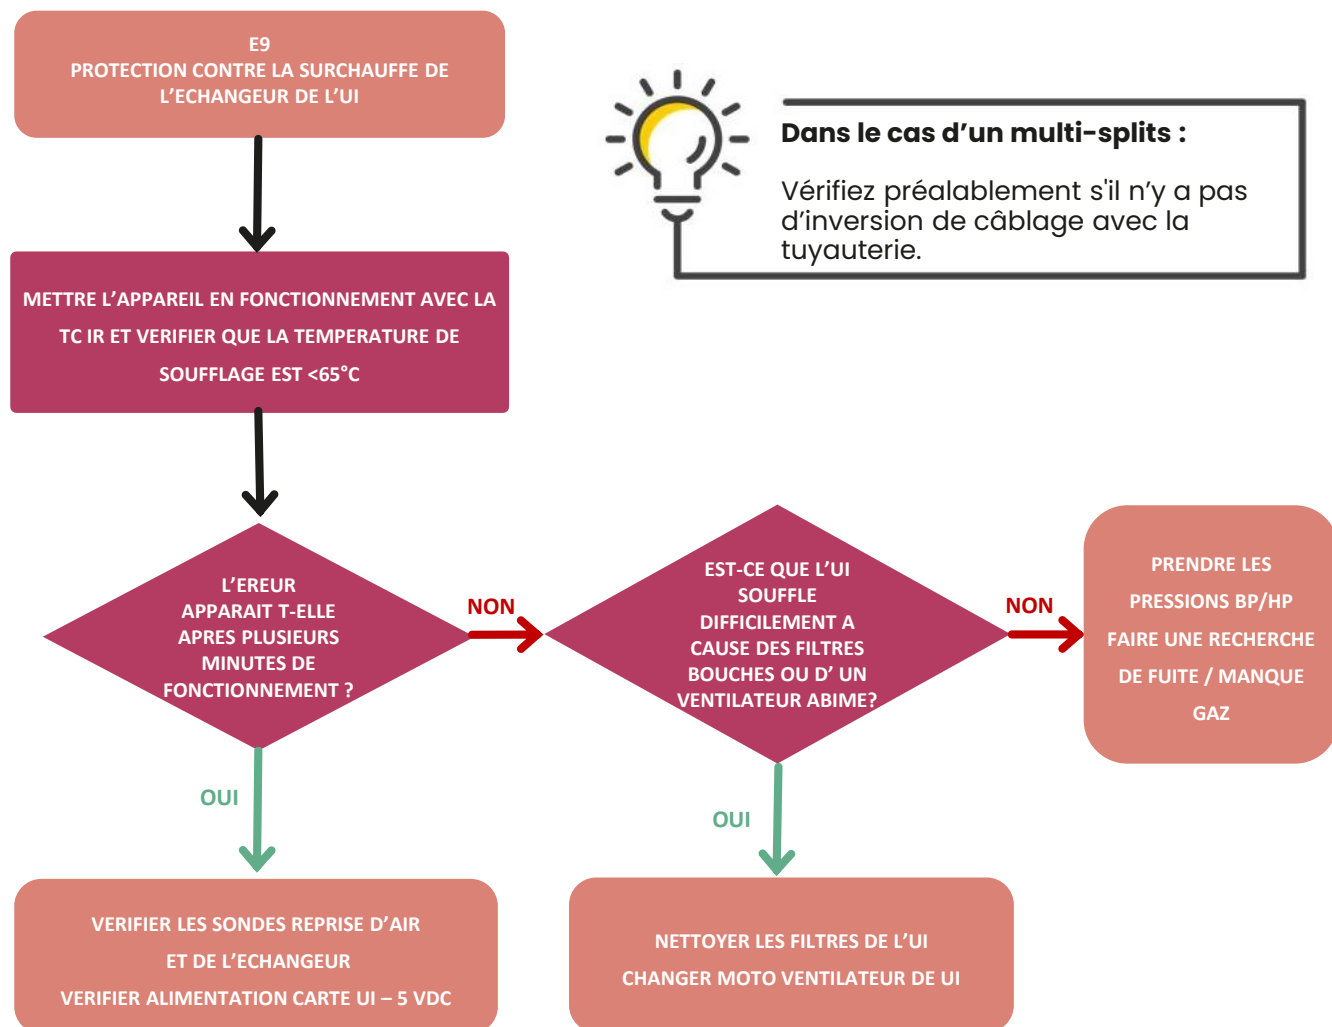 E9
PROTECTION CONTRE LA SURCHAUFFE DE
L'ECHANGEUR DE L'UI
Dans le cas d'un multi-splits :
Vérifiez préalablement s'il n'y a pas
d'inversion de câblage avec la
tuyauterie.
METTRE L'APPAREIL EN FONCTIONNEMENT AVEC LA
TC IR ET VERIFIER QUE LA TEMPERATURE DE
SOUFFLAGE EST <65°C
L'EREUR
APPARAIT T-ELLE
APRES PLUSIEURS
MINUTES DE
FONCTIONNEMENT ?
NON
EST-CE QUE L'UI
SOUFFLE
DIFFICILEMENT A
CAUSE DES FILTRES
BOUCHES OU D' UN
VENTILATEUR ABIME?
NON
PRENDRE LES
PRESSIONS BP/HP
FAIRE UNE RECHERCHE
DE FUITE / MANQUE
GAZ
OUI
OUI
VERIFIER LES SONDES REPRISE D'AIR
ET DE L'ECHANGEUR
VERIFIER ALIMENTATION CARTE UI – 5 VDC
NETTOYER LES FILTRES DE L'UI
CHANGER MOTO VENTILATEUR DE UI